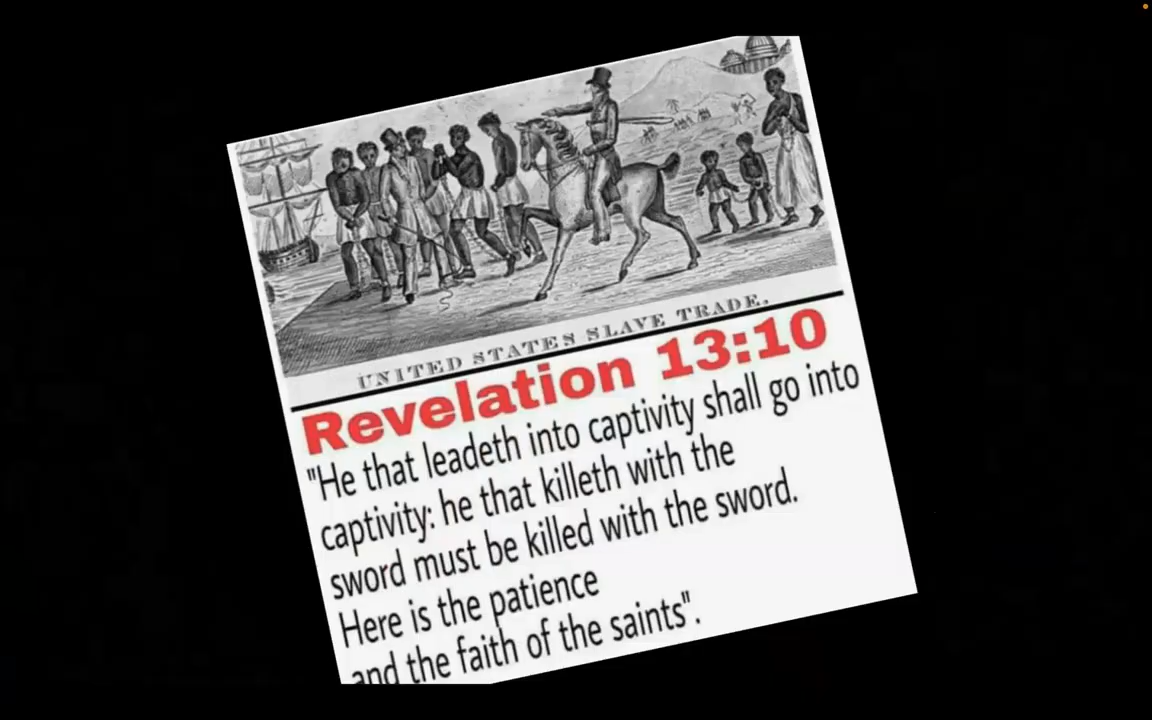 UNITED STATES SLAVE TRADE.
Revelation 13:10
"He that leadeth into captivity shall go into
captivity: he that killeth with the
sword must be killed with the sword.
Here is the patience
and the faith of the saints".